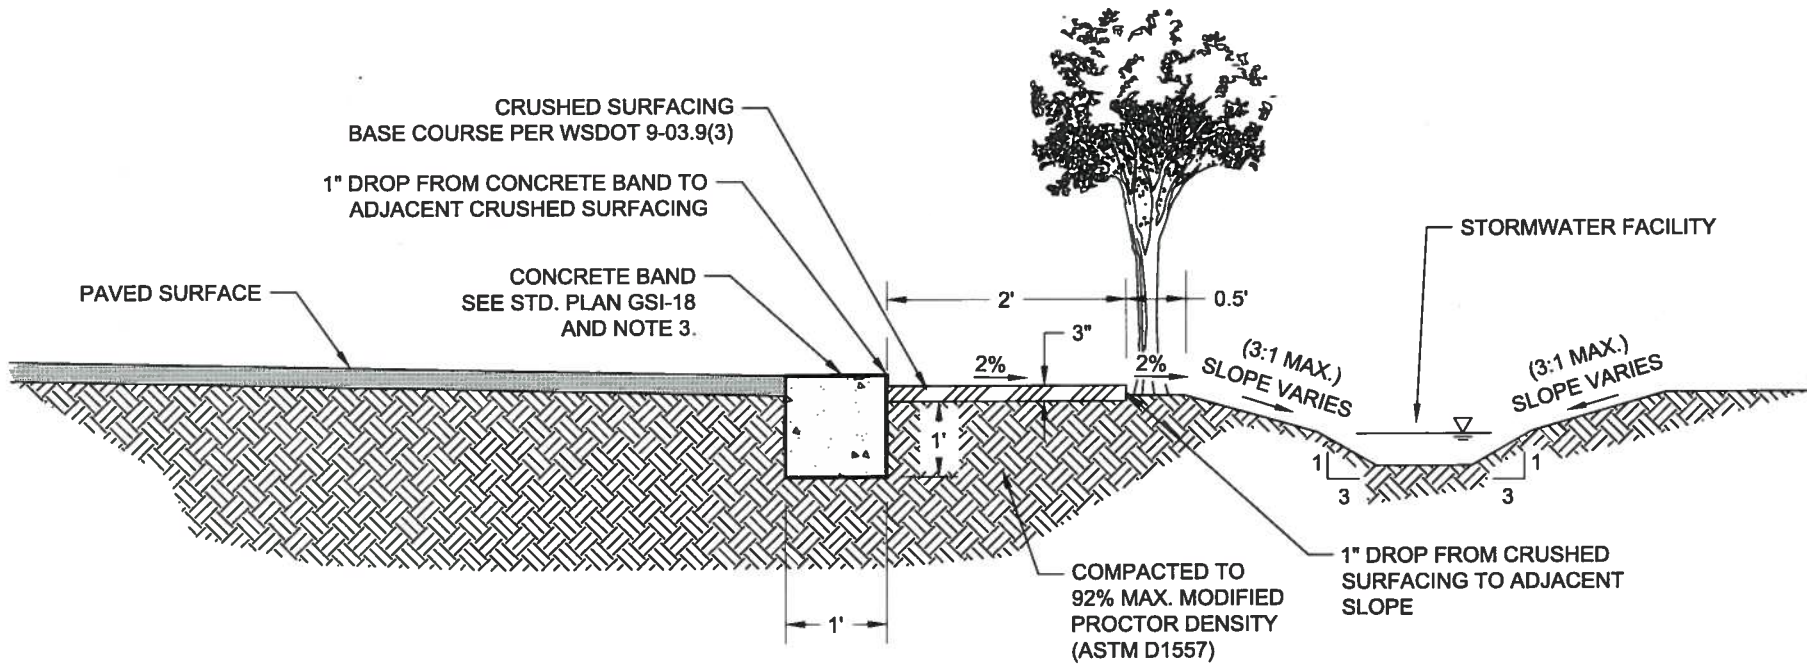 CRUSHED SURFACING
BASE COURSE PER WSDOT 9-03.9(3)
1" DROP FROM CONCRETE BAND TO
ADJACENT CRUSHED SURFACING
CONCRETE BAND
SEE STD. PLAN GSI-18
AND NOTE 3.
PAVED SURFACE
2'
0.5'
3"
2%
2%
(3:1 MAX.)
SLOPE VARIES
(3:1 MAX.)
SLOPE VARIES
STORMWATER FACILITY
1'
1
3
1
3
1'
COMPACTED TO
92% MAX. MODIFIED
PROCTOR DENSITY
(ASTM D1557)
1" DROP FROM CRUSHED
SURFACING TO ADJACENT
SLOPE